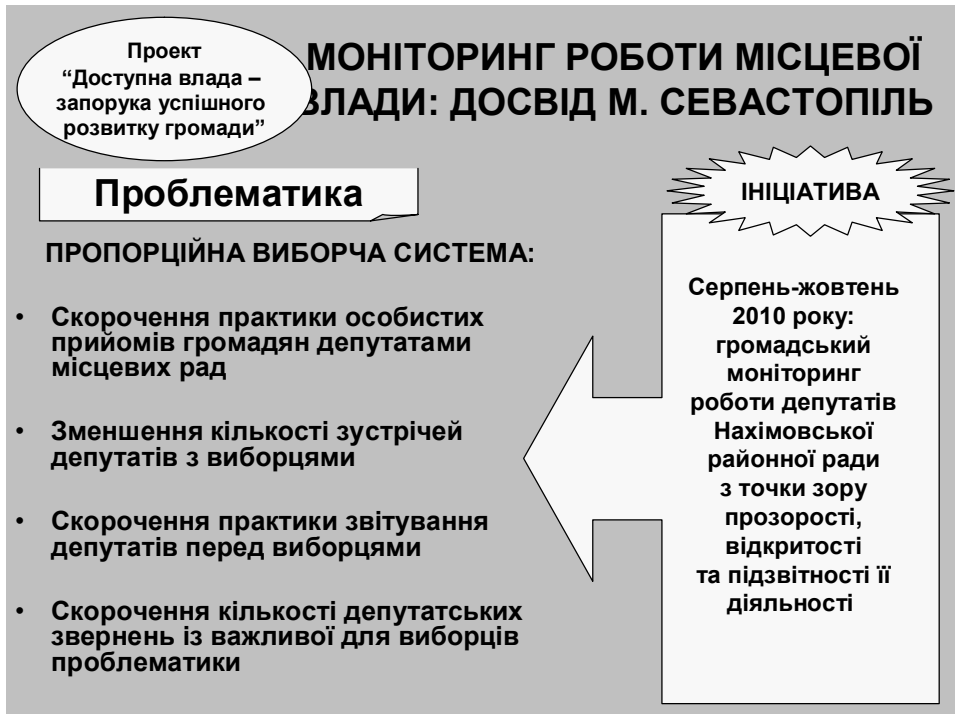 Проект
“Доступна влада –
запорука успішного
розвитку громади”
МОНІТОРИНГ РОБОТИ МІСЦЕВОЇ
ВЛАДИ: ДОСВІД М. СЕВАСТОПІЛЬ
Проблематика
ПРОПОРЦІЙНА ВИБОРЧА СИСТЕМА:
• Скорочення практики особистих
прийомів громадян депутатами
місцевих рад
• Зменшення кількості зустрічей
депутатів з виборцями
• Скорочення практики звітування
депутатів перед виборцями
• Скорочення кількості депутатських
звернень із важливої для виборців
проблематики
ІНІЦІАТИВА
Серпень-жовтень
2010 року:
громадський
моніторинг
роботи депутатів
Нахімовської
районної ради
з точки зору
прозорості,
відкритості
та підзвітності її
діяльності